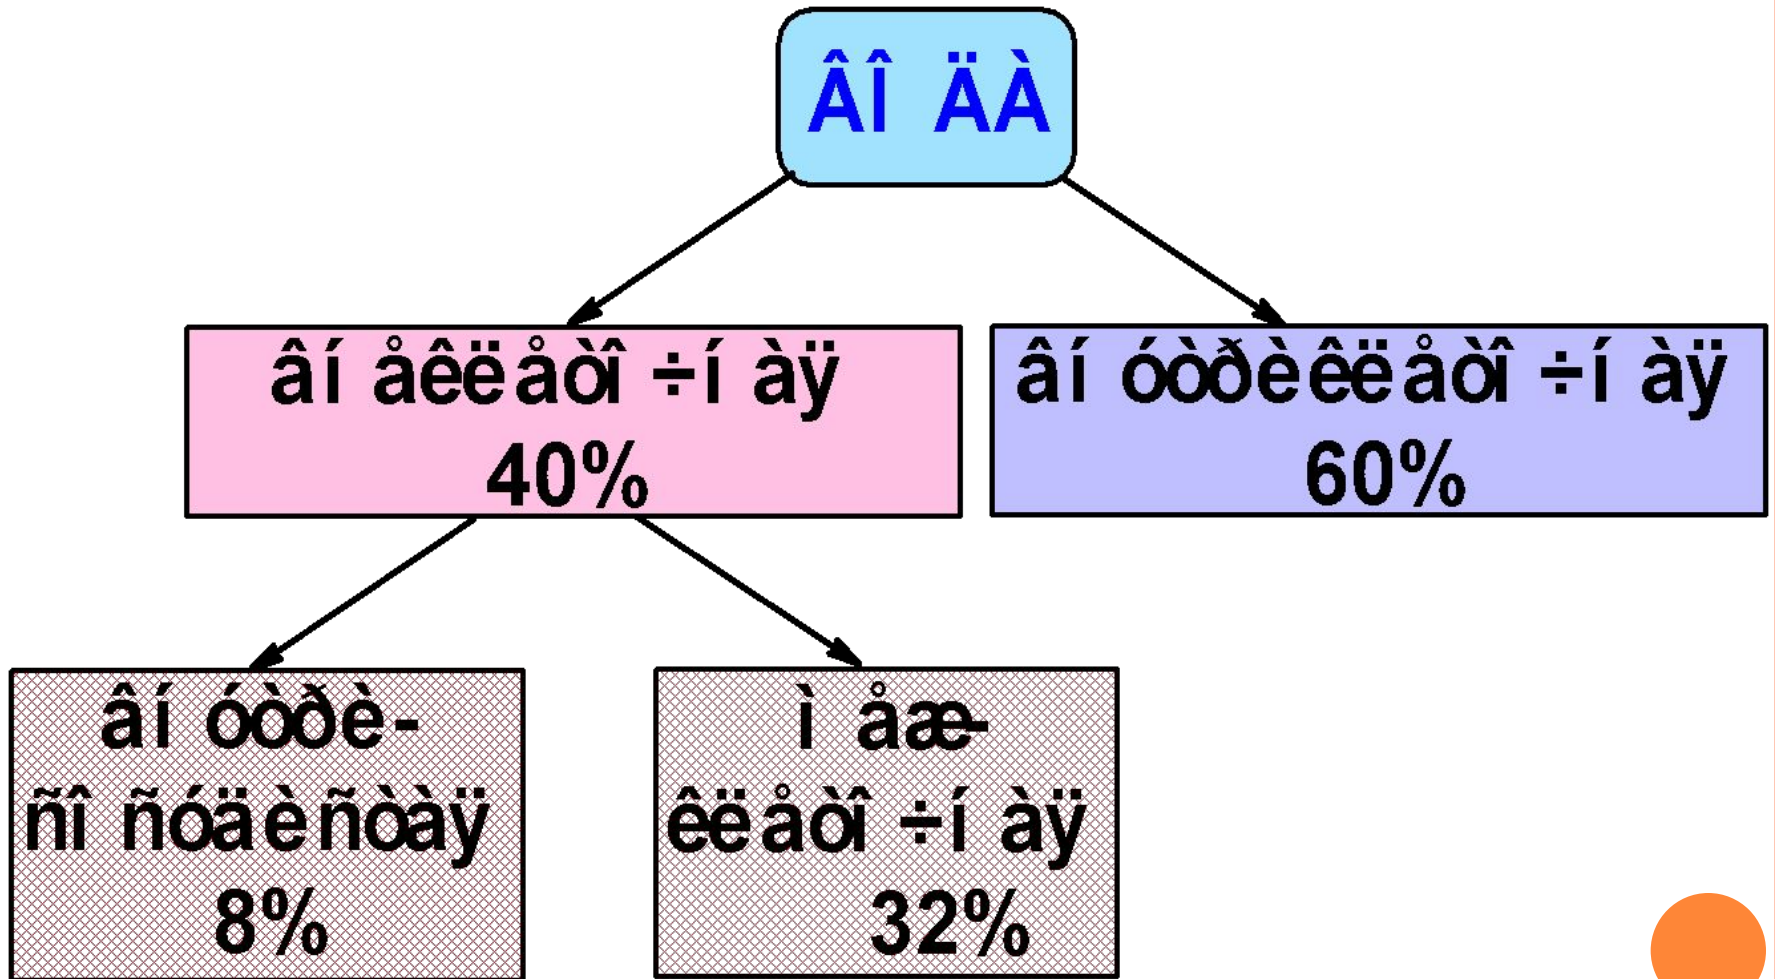 ÂÎ ÄÀ
âí åêëåòî ÷í àÿ
40%
âí óòðèêëåòî ÷í àÿ
60%
âí óòðè-
ñî ñóäèñòàÿ
8%
ì åæ-
êëåòî ÷í àÿ
32%